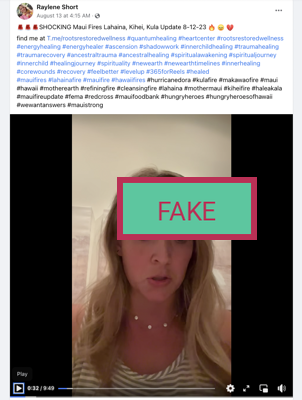 Raylene Short
August 13 at 4:15 AM ·
SHOCKING Maui Fires Lahaina, Kihei, Kula Update 8-12-23
find me at T.me/rootsrestoredwellness #quantumhealing #heartcenter #rootsrestoredwellness
#energyhealing #energyhealer #ascension #shadowwork #innerchildhealing #traumahealing
#traumarecovery #ancestraltrauma #ancestralhealing #spiritualawakening #spiritualjourney
#innerchild #healingjourney #spirituality #newearth #newearthtimelines #innerhealing
#corewounds #recovery #feelbetter #levelup #365forReels #healed
#mauifires #lahainafire #mauifire #hawaiifires #hurricanedora #kulafire #makawaofire #maui
#hawaii #motherearth #refiningfire #cleansingfire #lahaina #mothermaui #kiheifire #haleakala
#mauifireupdate #fema #redcross #mauifoodbank #hungryheroes #hungryheroesofhawaii
#wewantanswers #mauistrong
FAKE
Play
0:32 / 9:49